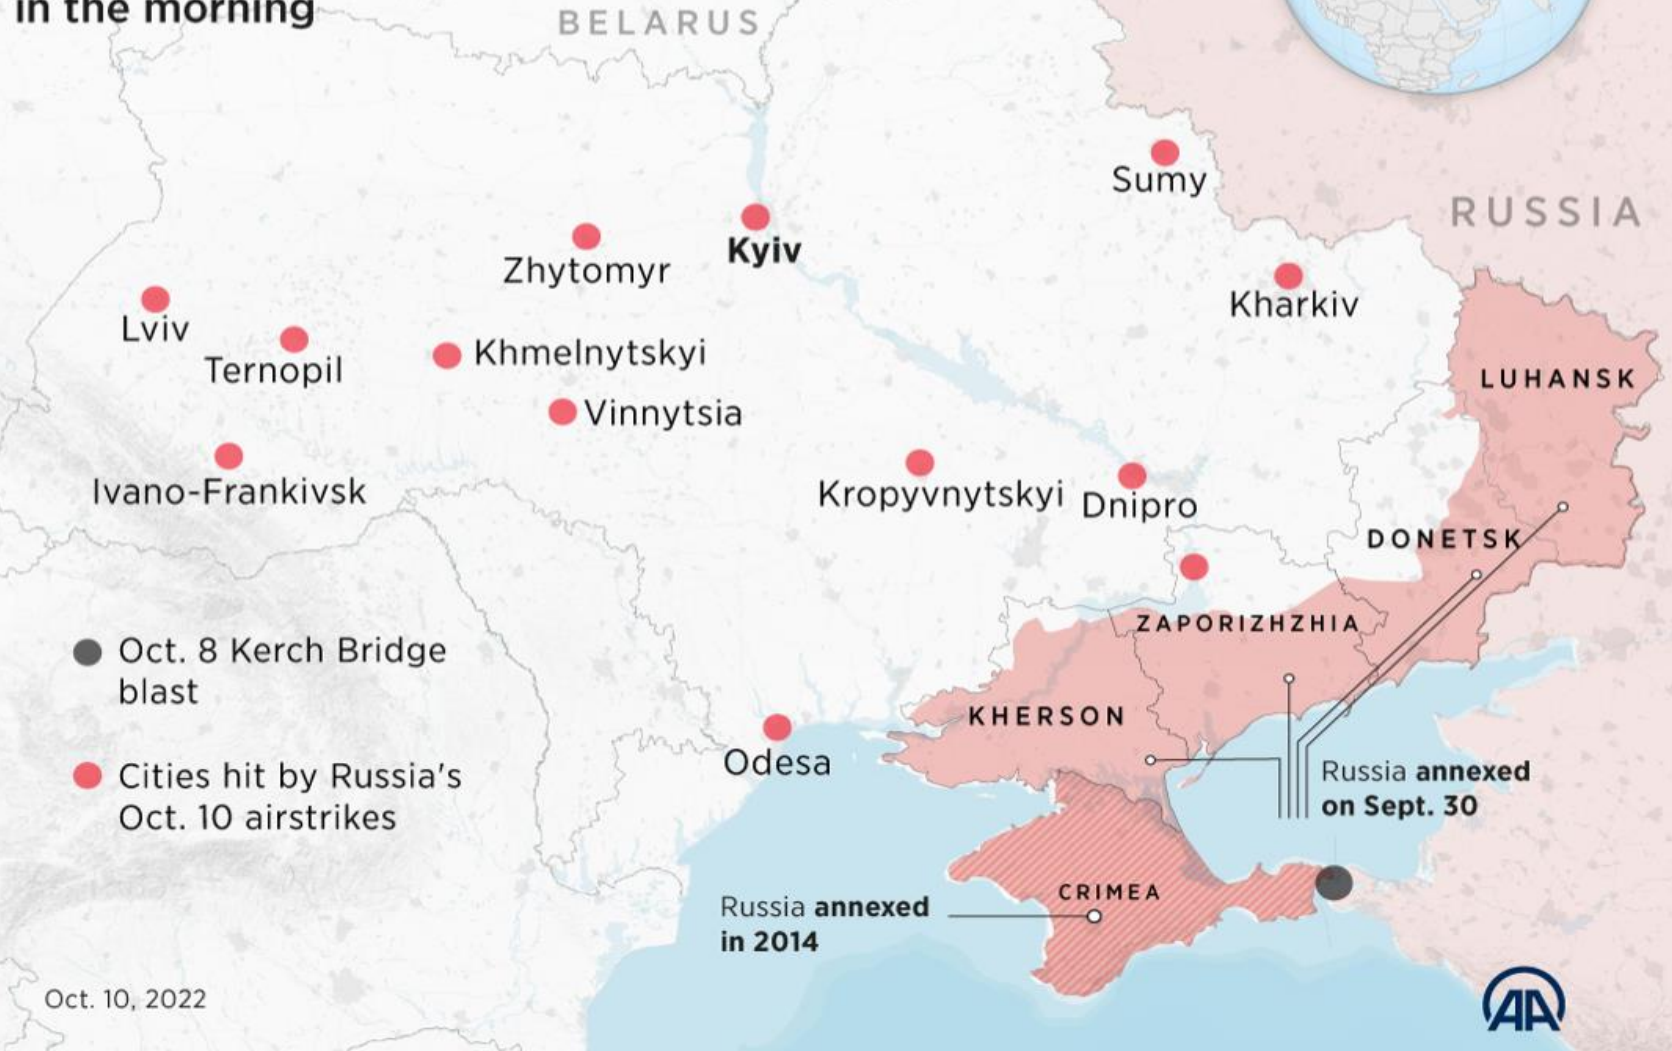 in the morning
BELARUS
RUSSIA
Sumy
Kyiv
Zhytomyr
Kharkiv
Lviv
Ternopil
Khmelnytskyi
Vinnytsia
LUHANSK
Ivano-Frankivsk
Kropyvnytskyi
Dnipro
DONETSK
ZAPORIZHZHIA
KHERSON
Odesa
Oct. 8 Kerch Bridge
blast
Cities hit by Russia's
Oct. 10 airstrikes
Russia annexed
on Sept. 30
CRIMEA
Russia annexed
in 2014
Oct. 10, 2022
AA